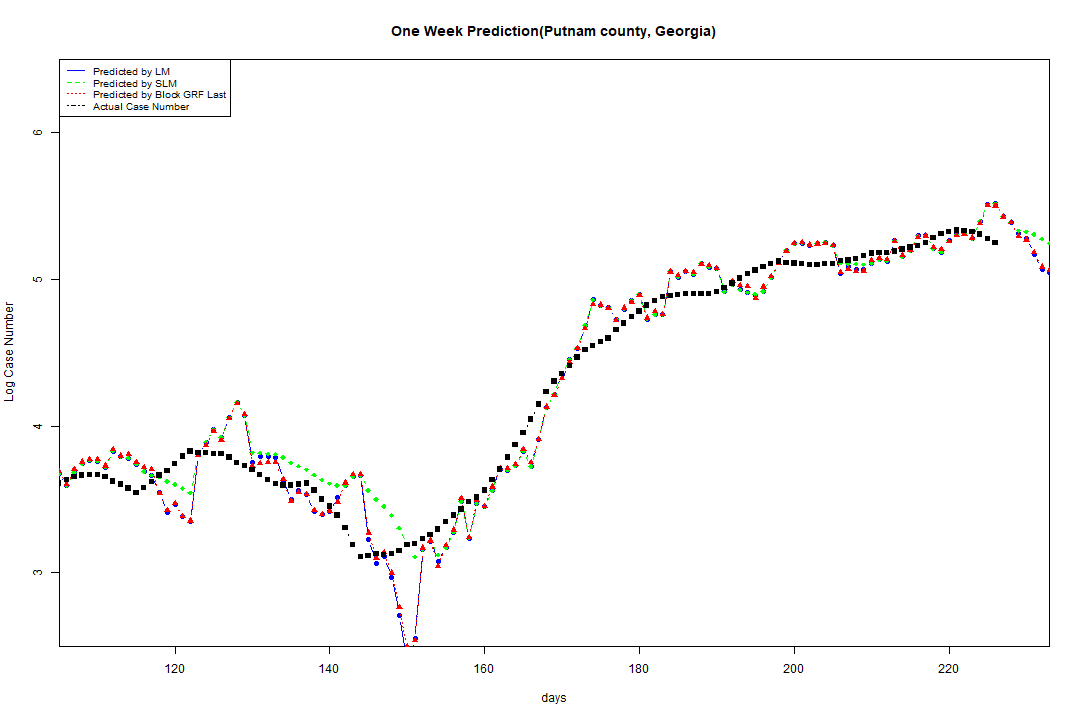 One Week Prediction(Putnam county, Georgia)
Predicted by LM
Predicted by SLM
Predicted by Block GRF Last
Actual Case Number
6
5
4
3
Log Case Number
120 140 160 180 200 220
days